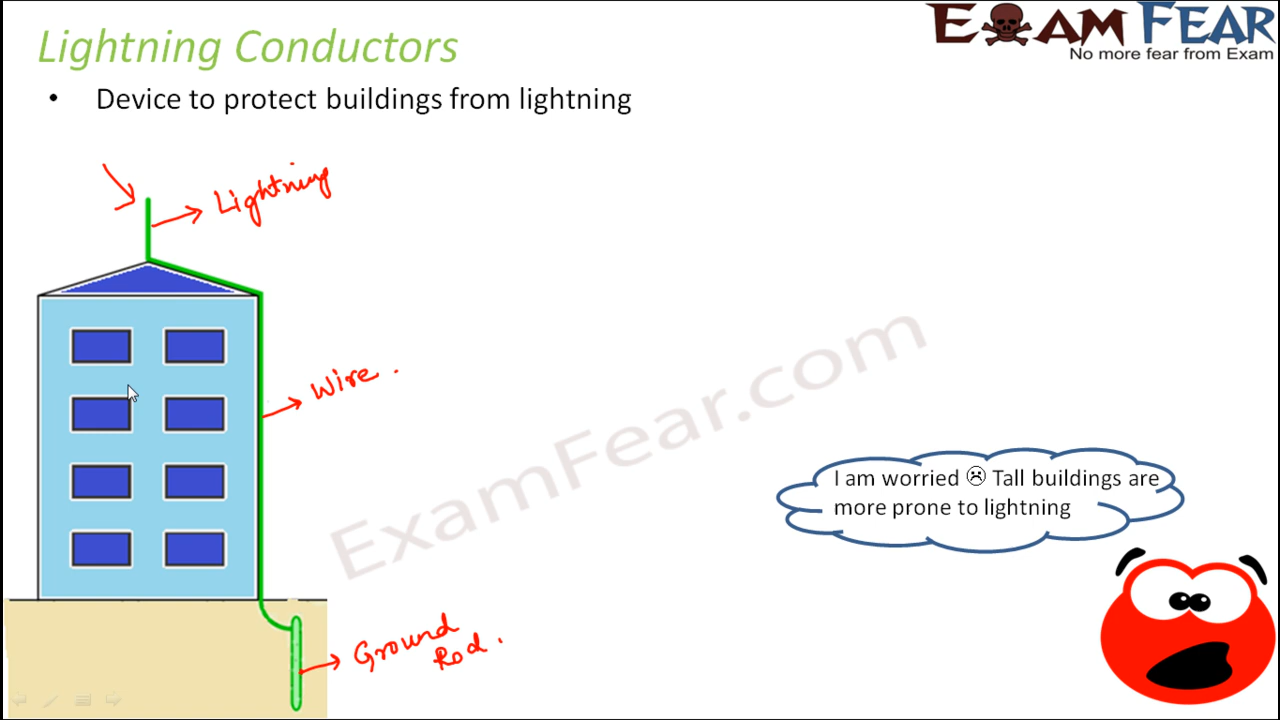 Lightning Conductors
EXAM FEAR
No more fear from Exam
• Device to protect buildings from lightning
Lightning
Wire .
ExamFear.com
I am worried ☹ Tall buildings are
more prone to lightning
Ground
Rod .